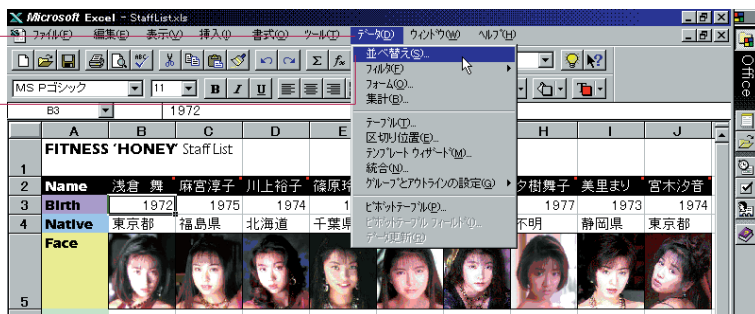 Microsoft Excel - StaffList.xls
ファイル(F) 編集(E) 表示(V) 挿入(I) 書式(O) ツール(T) データ(D) ウィンドウ(W) ヘルプ(H)
Office
MS Pゴシック 11 B I U
B3 1972
並べ替え(S)...
フィルタ(F)
フォーム(O)...
集計(B)...
テーブル(T)...
区切り位置(E)...
テンプレート ウィザード(M)...
統合(N)...
グループとアウトラインの設定(G)
ピボットテーブル(P)...
ピボットテーブル フィールド(I)...
データ更新(R)
A B C D E H I J
1 FITNESS 'HONEY' Staff List
2 Name 浅倉 舞 麻宮淳子 川上裕子 篠原 夕樹舞子 美里まり 宮本汐音
3 Birth 1972 1975 1974 1 1977 1973 1974
4 Native 東京都 福島県 北海道 千葉 不明 静岡県 東京都
Face
5